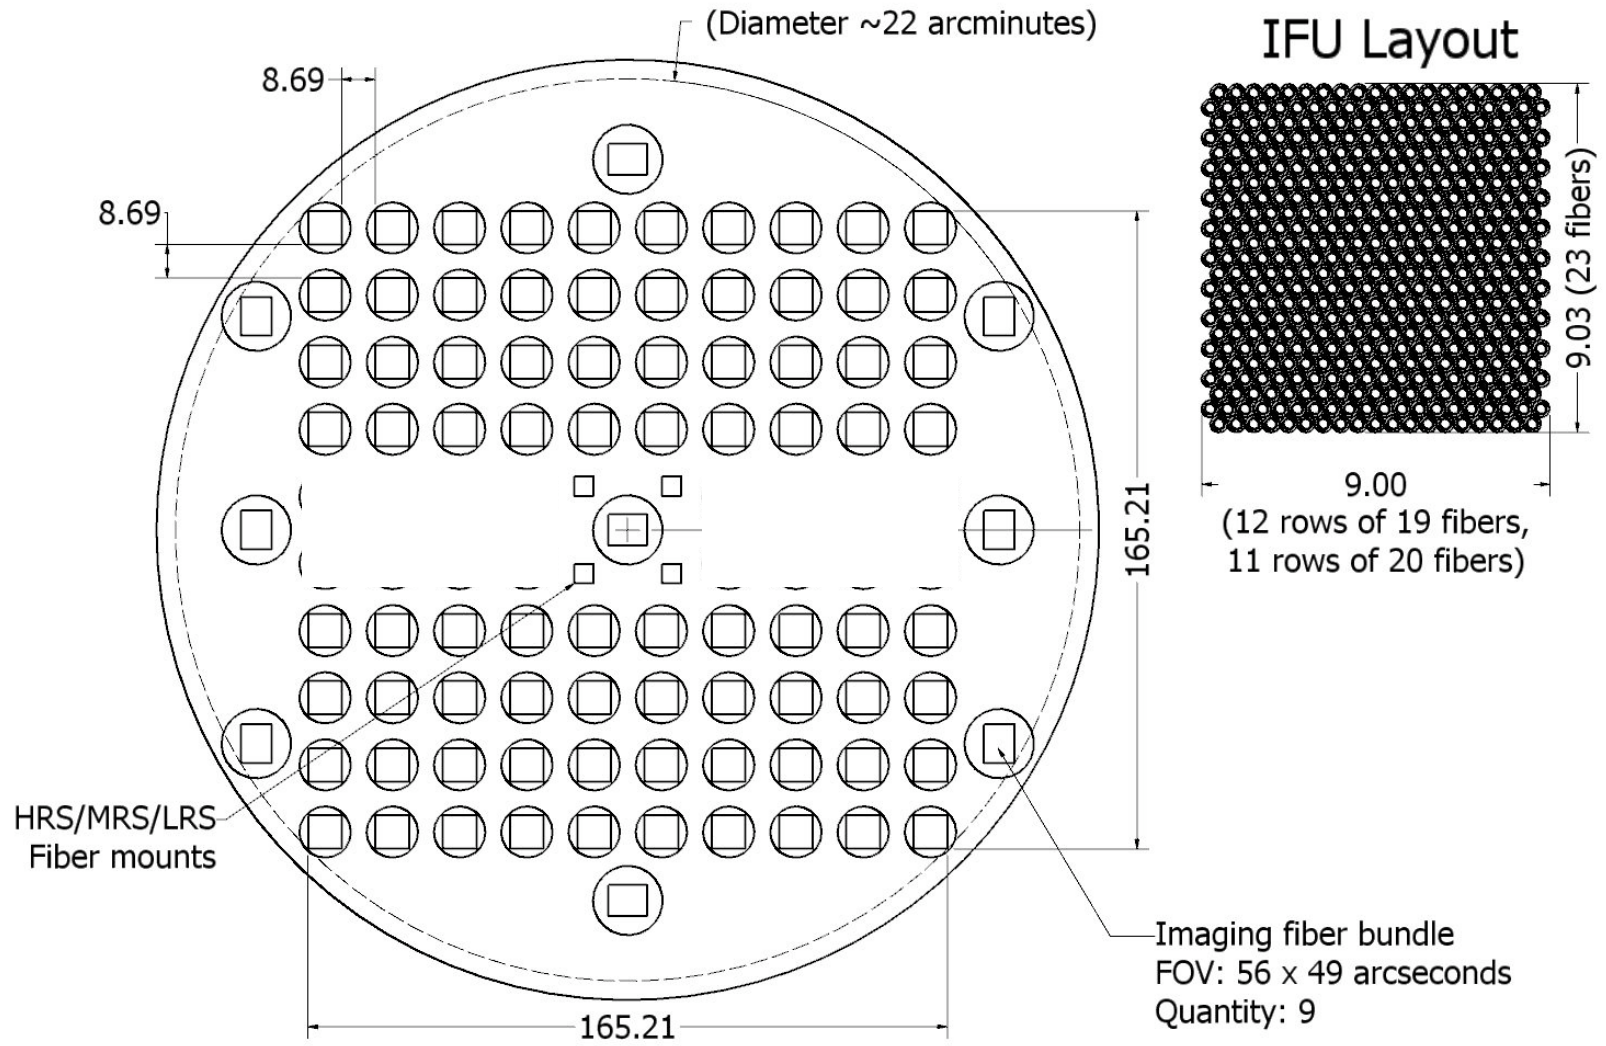 (Diameter ~22 arcminutes)
IFU Layout
8.69
8.69
9.03 (23 fibers)
9.00
(12 rows of 19 fibers,
11 rows of 20 fibers)
165.21
HRS/MRS/LRS
Fiber mounts
Imaging fiber bundle
FOV: 56 x 49 arcseconds
Quantity: 9
165.21